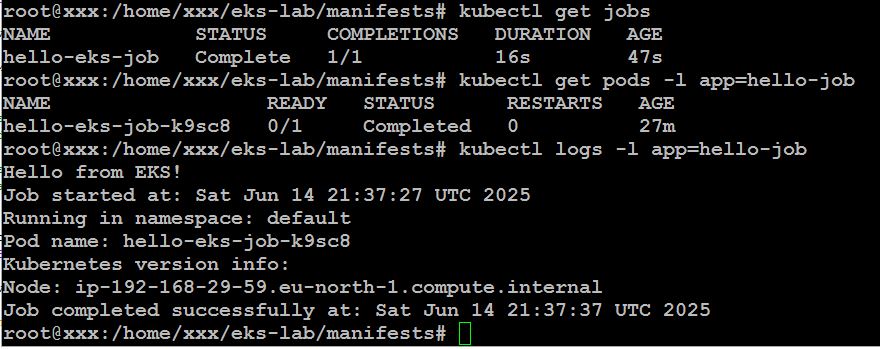 root@xxx:/home/xxx/eks-lab/manifests# kubectl get jobs
NAME            STATUS     COMPLETIONS   DURATION   AGE
hello-eks-job   Complete   1/1           16s        47s
root@xxx:/home/xxx/eks-lab/manifests# kubectl get pods -l app=hello-job
NAME                  READY   STATUS      RESTARTS   AGE
hello-eks-job-k9sc8   0/1     Completed   0          27m
root@xxx:/home/xxx/eks-lab/manifests# kubectl logs -l app=hello-job
Hello from EKS!
Job started at: Sat Jun 14 21:37:27 UTC 2025
Running in namespace: default
Pod name: hello-eks-job-k9sc8
Kubernetes version info:
Node: ip-192-168-29-59.eu-north-1.compute.internal
Job completed successfully at: Sat Jun 14 21:37:37 UTC 2025
root@xxx:/home/xxx/eks-lab/manifests#